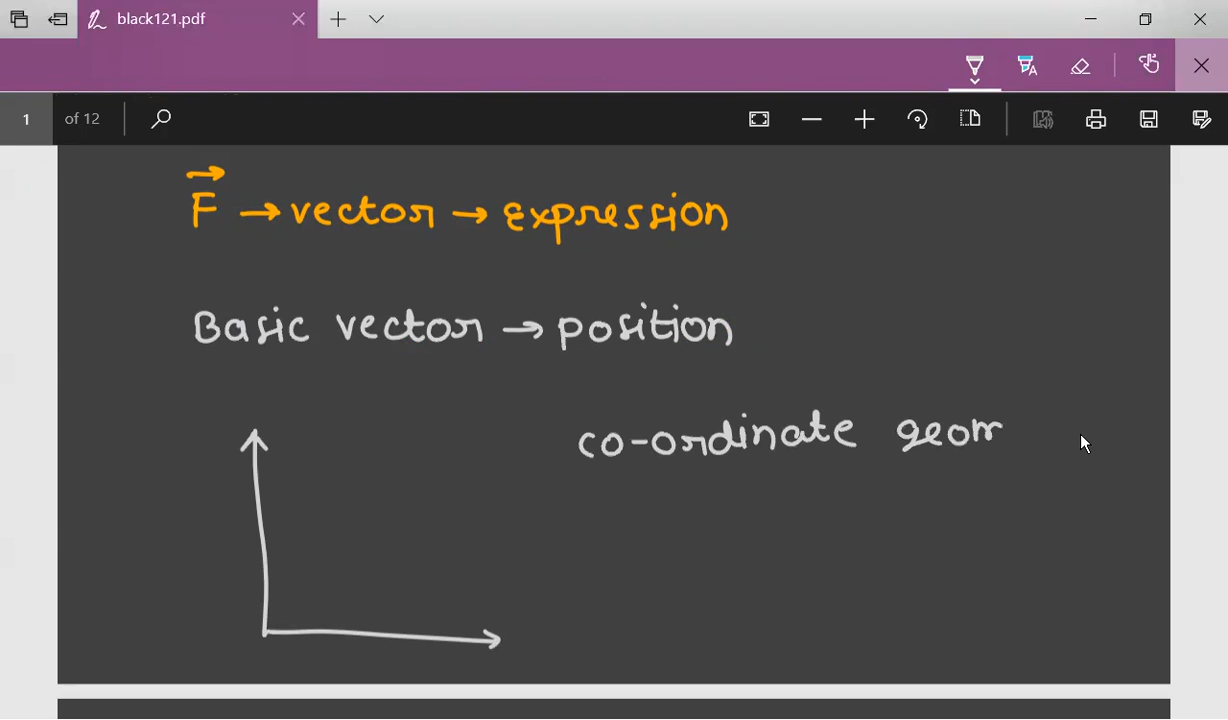 black121.pdf
1 of 12
F → vector → expression
Basic vector → position
co-ordinate geom